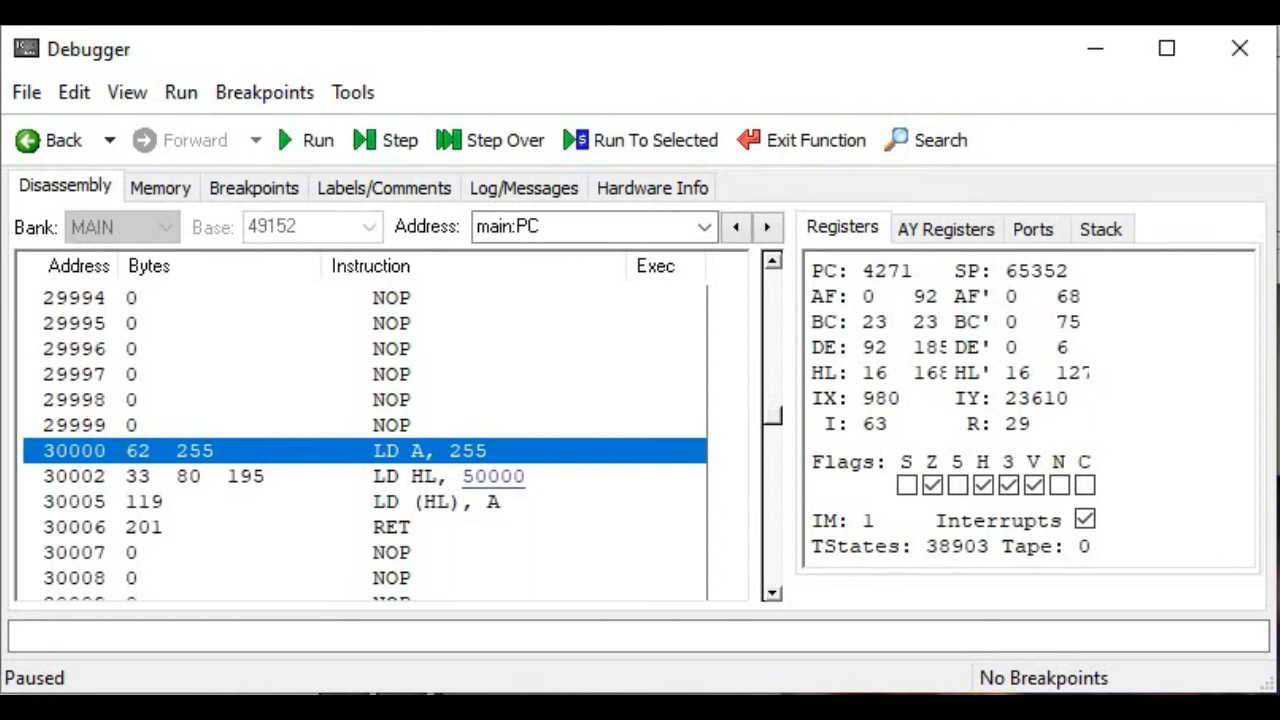 Debugger
File Edit View Run Breakpoints Tools
Back Forward Run Step Step Over Run To Selected Exit Function Search
Disassembly Memory Breakpoints Labels/Comments Log/Messages Hardware Info
Bank: MAIN Base: 49152 Address: main:PC
Address Bytes Instruction Exec
29994 0 NOP
29995 0 NOP
29996 0 NOP
29997 0 NOP
29998 0 NOP
29999 0 NOP
30000 62 255 LD A, 255
30002 33 80 195 LD HL, 50000
30005 119 LD (HL), A
30006 201 RET
30007 0 NOP
30008 0 NOP
Registers AY Registers Ports Stack
PC: 4271 SP: 65352
AF: 0 92 AF' 0 68
BC: 23 23 BC' 0 75
DE: 92 185 DE' 0 6
HL: 16 168 HL' 16 127
IX: 980 IY: 23610
I: 63 R: 29
Flags: S Z 5 H 3 V N C
IM: 1 Interrupts
TStates: 38903 Tape: 0
Paused
No Breakpoints